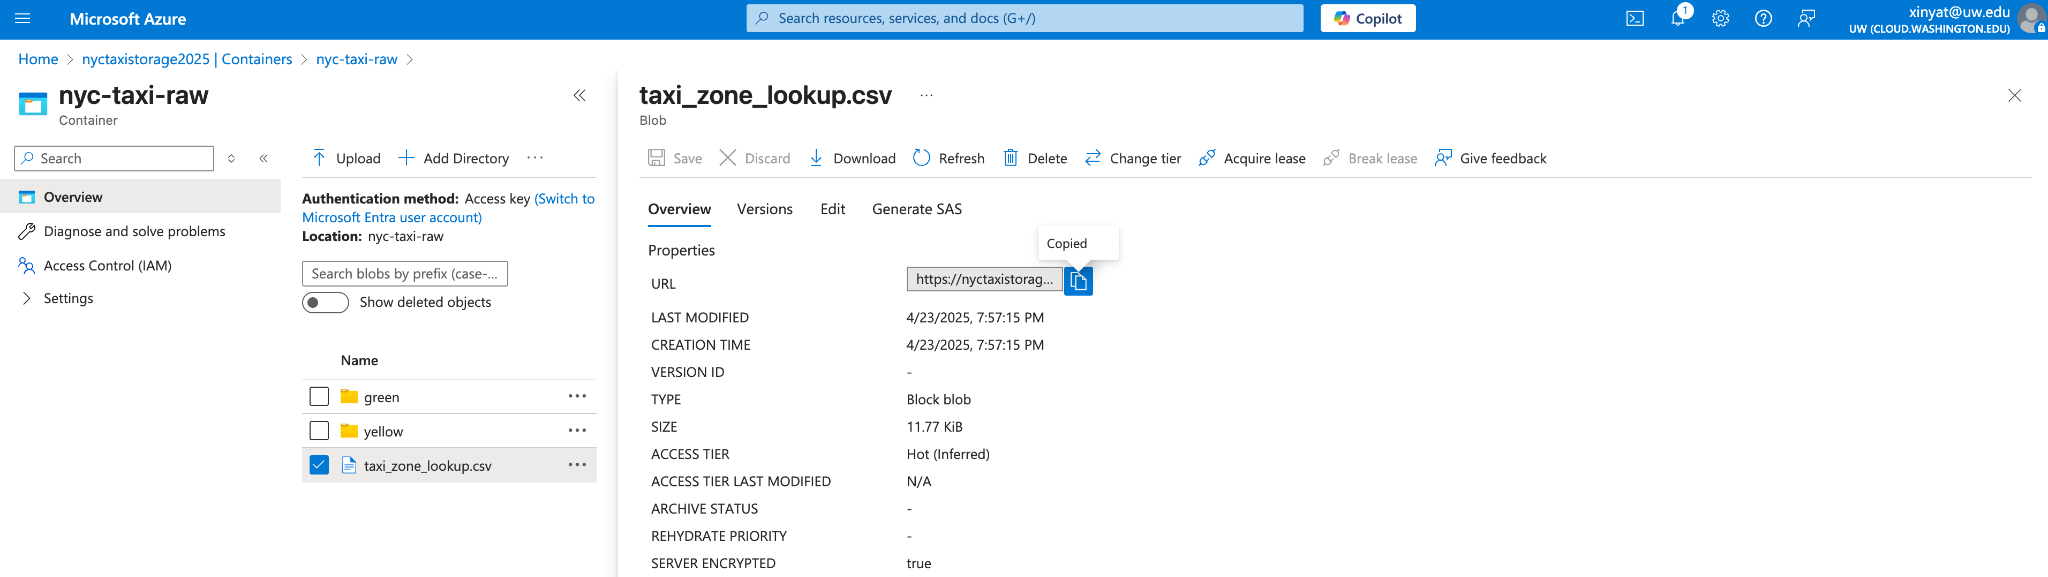 Microsoft Azure
Search resources, services, and docs (G+/)
Copilot
1
xinyat@uw.edu
UW (CLOUD.WASHINGTON.EDU)
Home > nyctaxistorage2025 | Containers > nyc-taxi-raw >
nyc-taxi-raw
Container
Search
Overview
Diagnose and solve problems
Access Control (IAM)
Settings
Upload
Add Directory
Authentication method: Access key (Switch to
Microsoft Entra user account)
Location: nyc-taxi-raw
Search blobs by prefix (case-...
Show deleted objects
Name
green
yellow
taxi_zone_lookup.csv
taxi_zone_lookup.csv
Blob
Save
Discard
Download
Refresh
Delete
Change tier
Acquire lease
Break lease
Give feedback
Overview
Versions
Edit
Generate SAS
Copied
Properties
URL https://nyctaxistorag...
LAST MODIFIED 4/23/2025, 7:57:15 PM
CREATION TIME 4/23/2025, 7:57:15 PM
VERSION ID -
TYPE Block blob
SIZE 11.77 KiB
ACCESS TIER Hot (Inferred)
ACCESS TIER LAST MODIFIED N/A
ARCHIVE STATUS -
REHYDRATE PRIORITY -
SERVER ENCRYPTED true